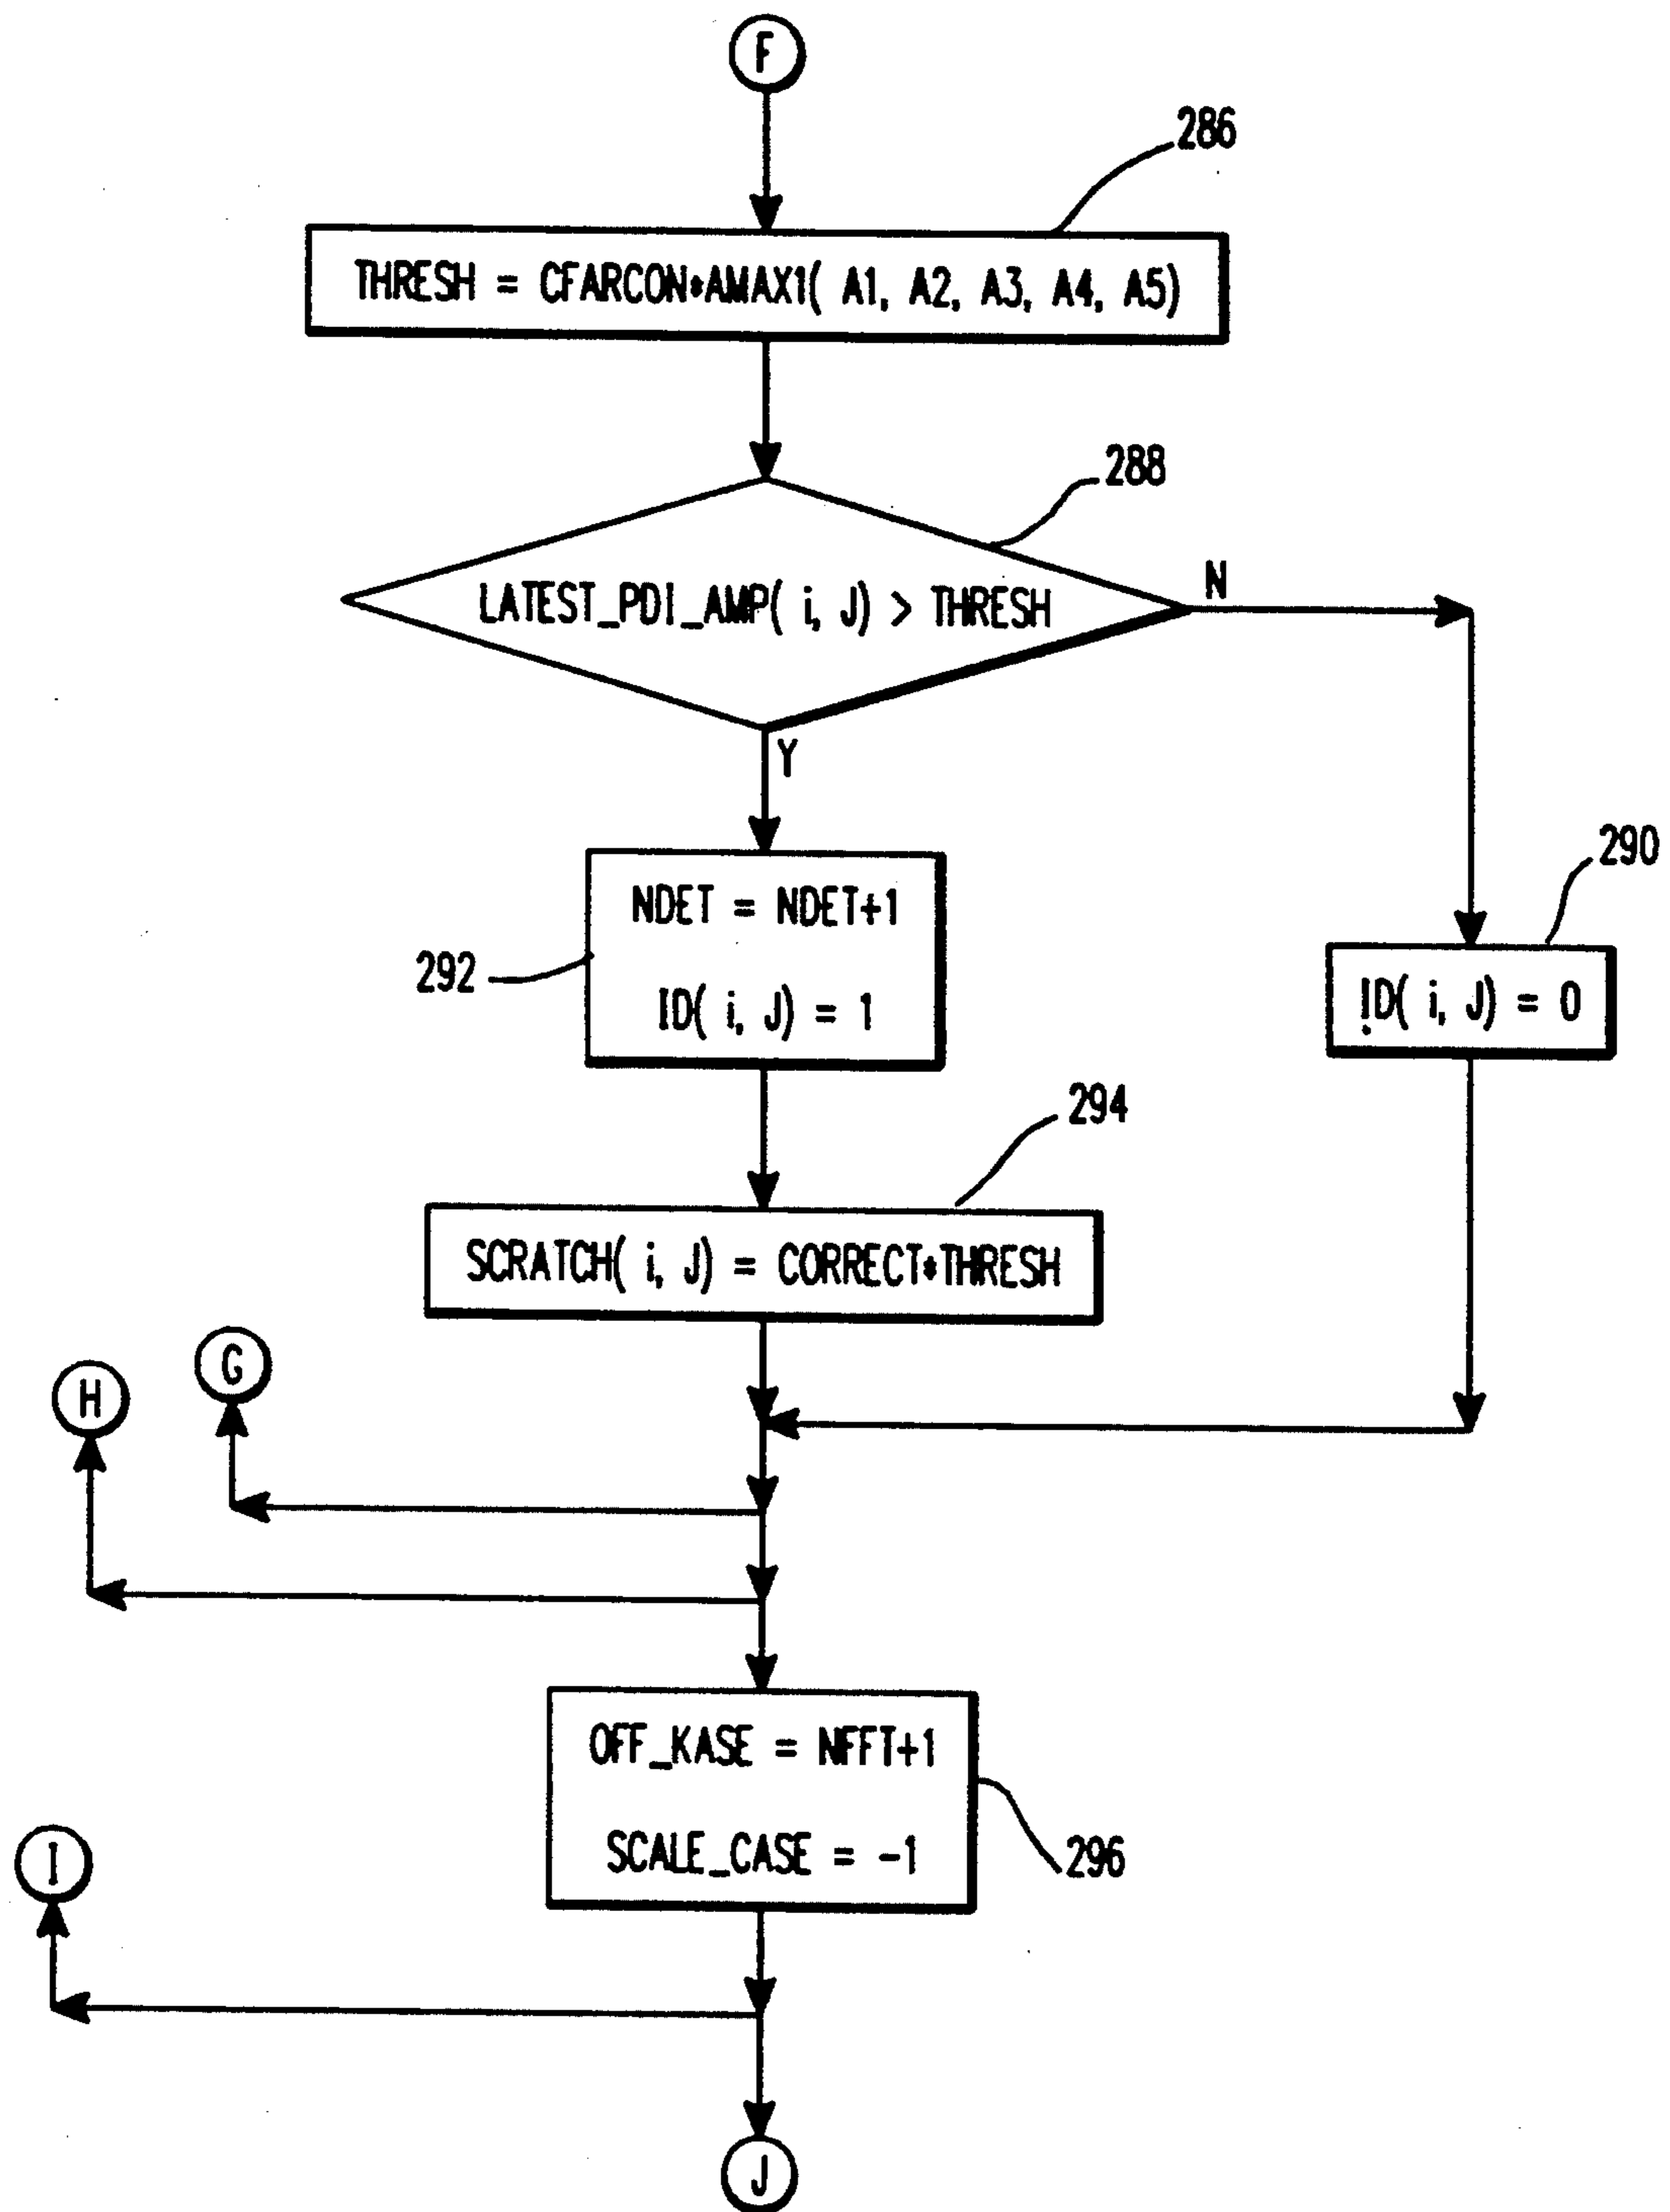 F
286
THRESH = CFARCON*AMAX1( A1, A2, A3, A4, A5)
288
LATEST_PDI_AMP( i, J) > THRESH
N
Y
290
NDET = NDET+1
292
ID( i, J) = 1
ID( i, J) = 0
294
SCRATCH( i, J) = CORRECT*THRESH
G
H
OFF_KASE = NFFT+1
SCALE_CASE = -1
296
I
J